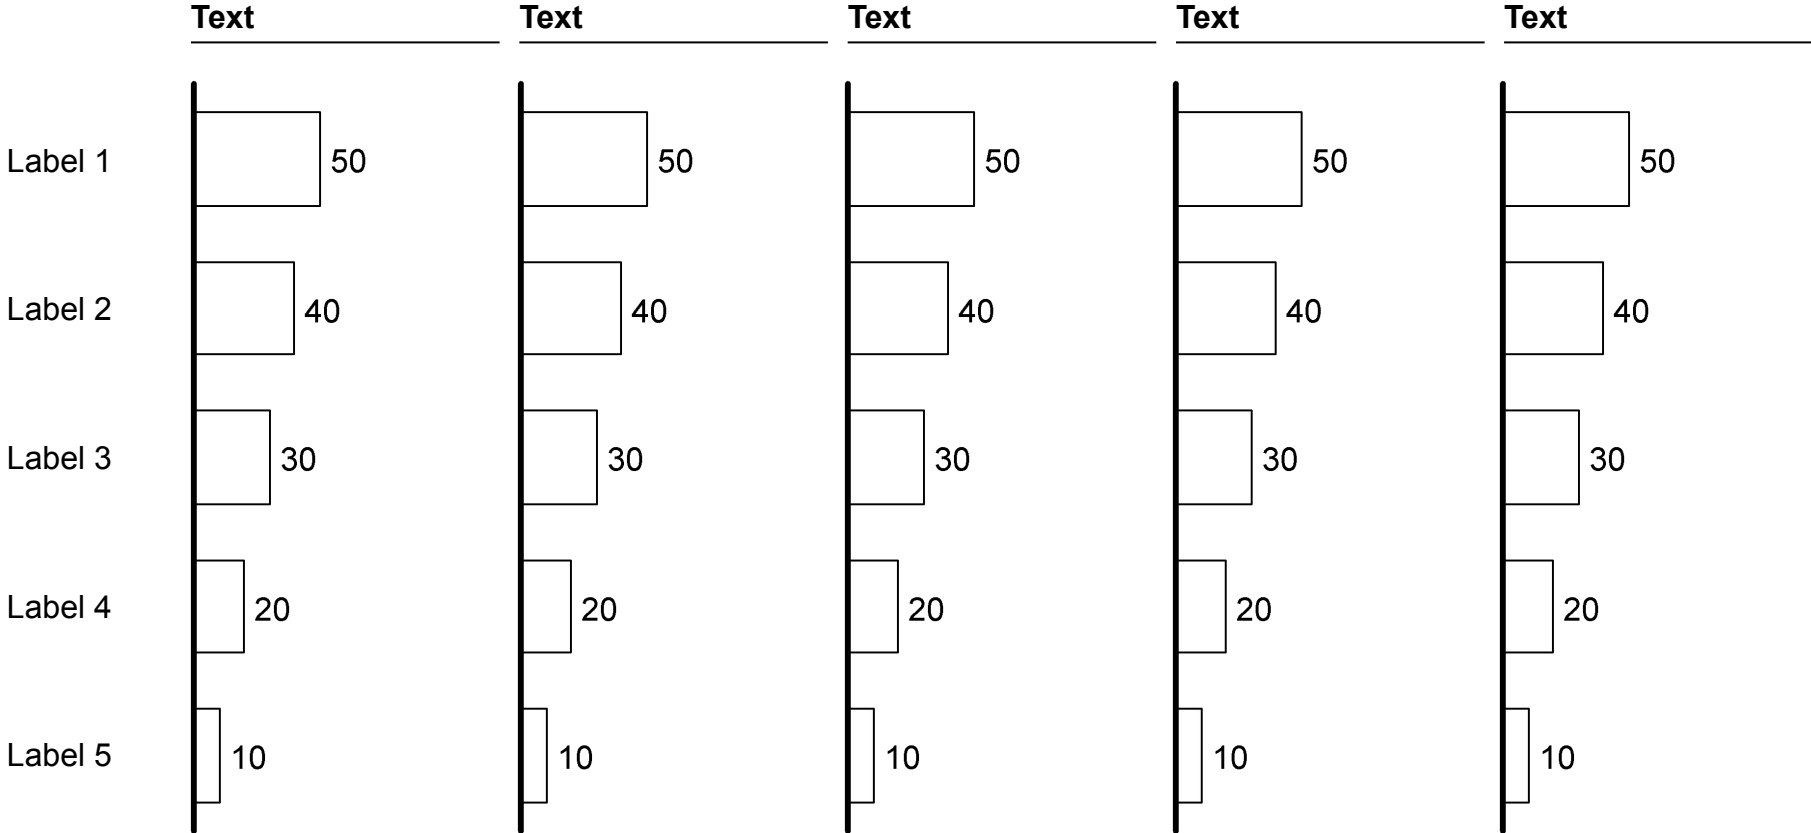 Text Text Text Text Text
Label 1 50 50 50 50 50
Label 2 40 40 40 40 40
Label 3 30 30 30 30 30
Label 4 20 20 20 20 20
Label 5 10 10 10 10 10